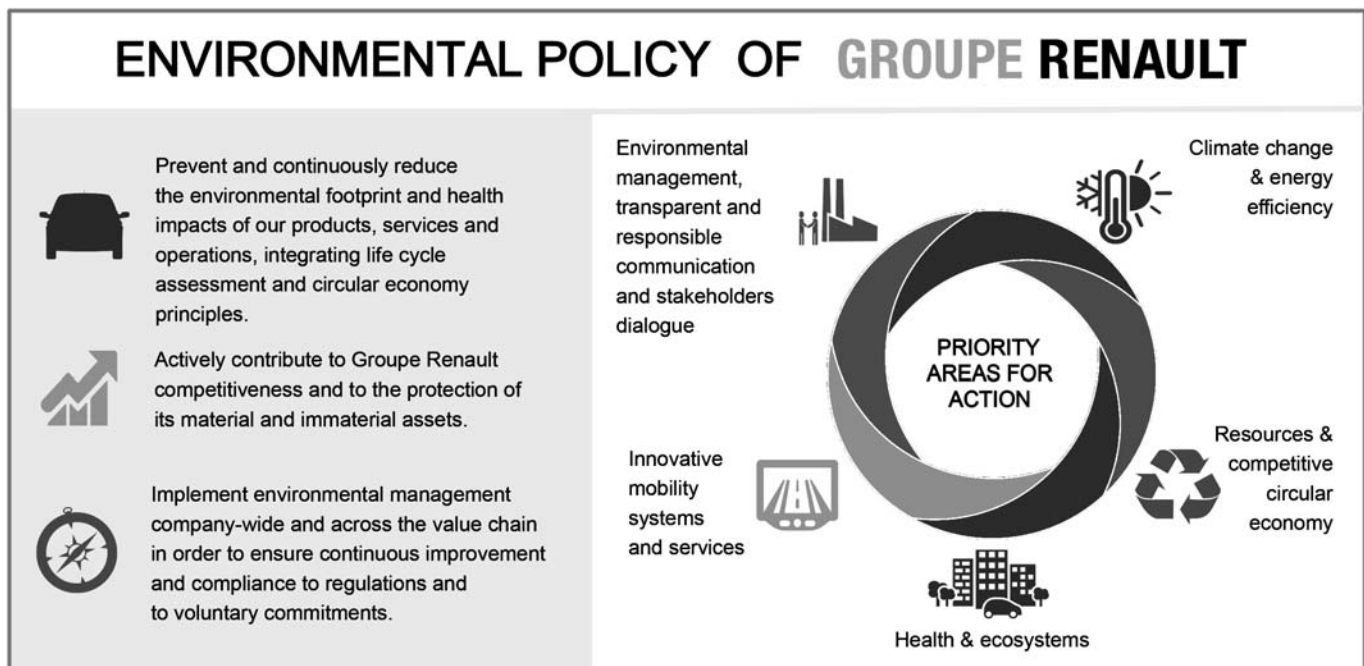 ENVIRONMENTAL POLICY OF GROUPE RENAULT
Prevent and continuously reduce
the environmental footprint and health
impacts of our products, services and
operations, integrating life cycle
assessment and circular economy
principles.
Actively contribute to Groupe Renault
competitiveness and to the protection of
its material and immaterial assets.
Implement environmental management
company-wide and across the value chain
in order to ensure continuous improvement
and compliance to regulations and
to voluntary commitments.
Environmental
management,
transparent and
responsible
communication
and stakeholders
dialogue
Climate change
& energy
efficiency
PRIORITY
AREAS FOR
ACTION
Innovative
mobility
systems
and services
Resources &
competitive
circular
economy
Health & ecosystems